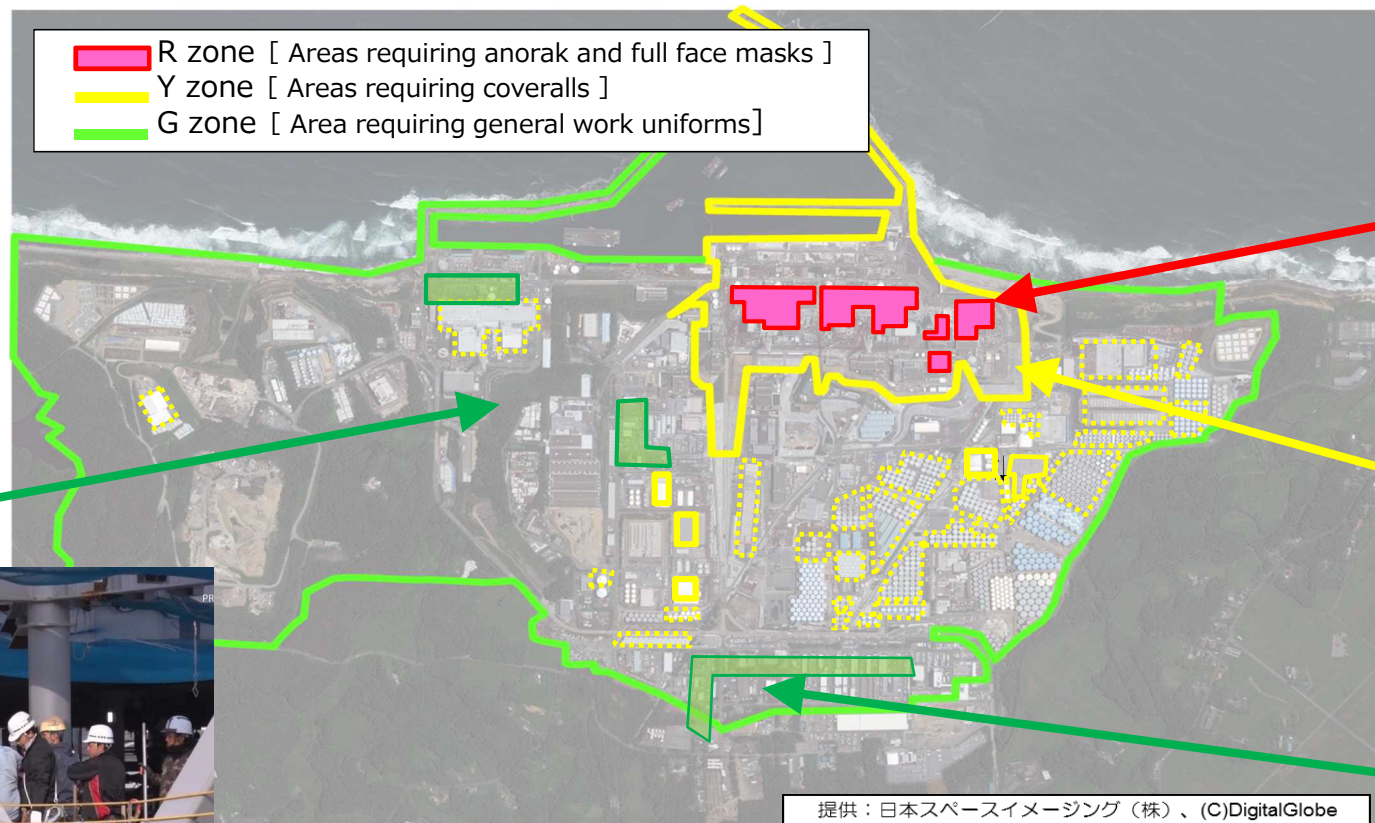 R zone [ Areas requiring anorak and full face masks ]
Y zone [ Areas requiring coveralls ]
G zone [ Area requiring general work uniforms]
PR
提供：日本スペースイメージング（株）、(C)DigitalGlobe